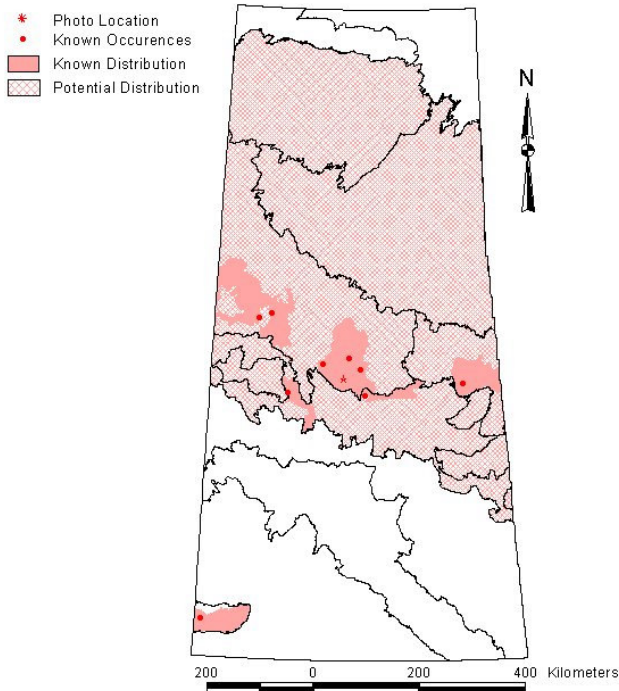 Photo Location
Known Occurences
Known Distribution
Potential Distribution
N
200 0 200 400 Kilometers